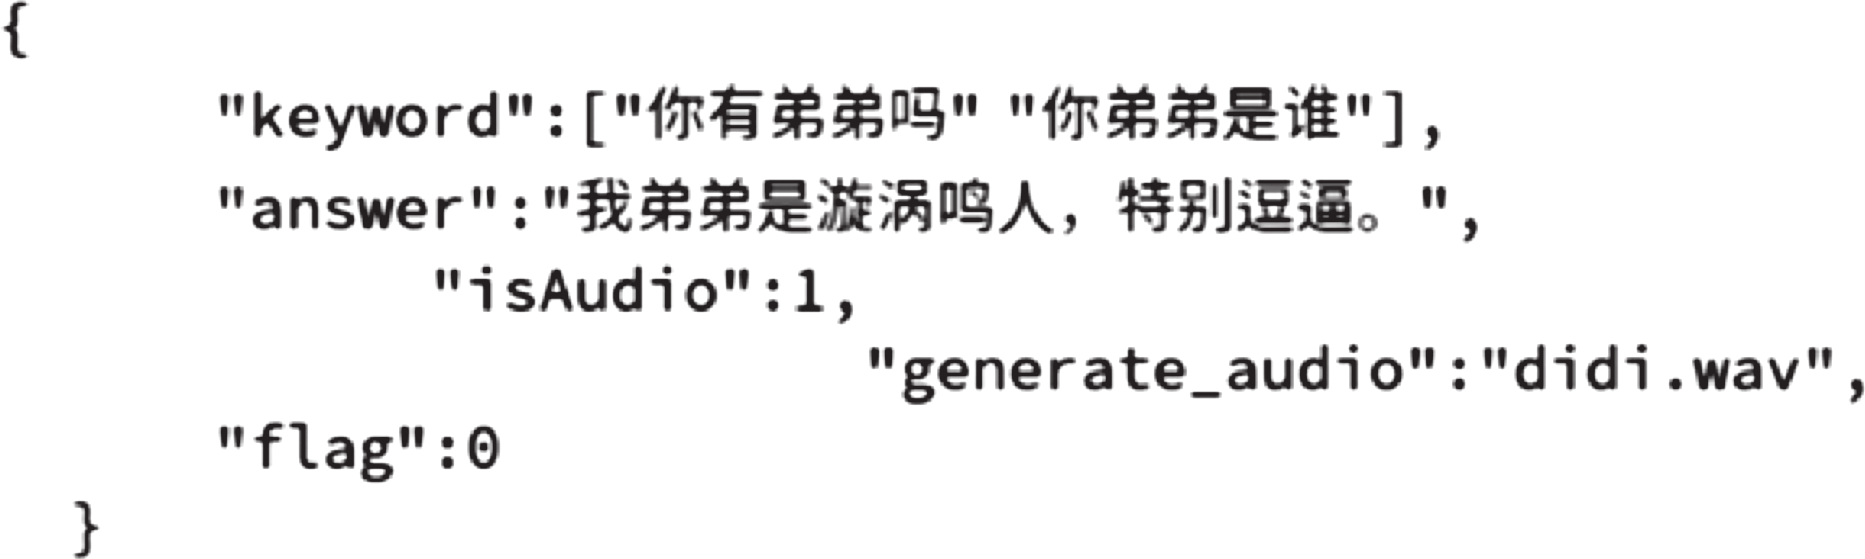 {
"keyword":["你有弟弟吗" "你弟弟是谁"],
"answer":"我弟弟是漩涡鸣人，特别逗逼。",
"isAudio":1,
"generate_audio":"didi.wav",
"flag":0
}